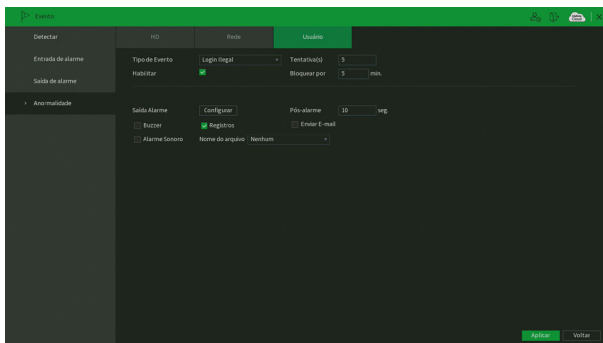 Evento
Detectar
Entrada de alarme
Saída de alarme
Anormalidade
HD Rede Usuário
Tipo de Evento Login Ilegal Tentativa(s) 5
Habilitar Bloquear por 5 min.
Saída Alarme Configurar Pós-alarme 10 seg.
Buzzer Registros Enviar E-mail
Alarme Sonoro Nome do arquivo Nenhum
Aplicar Voltar